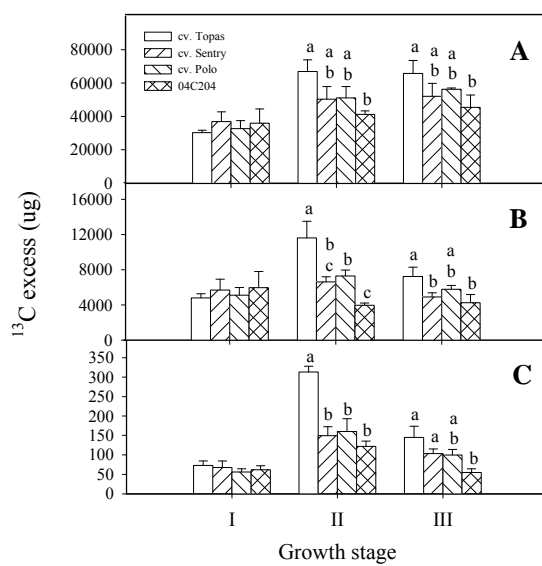 cv. Topas
cv. Sentry
cv. Polo
04C204
A
100000
80000
60000
40000
20000
0
a
a b
a b
b
a
a b
a b
b
B
16000
12000
8000
4000
0
a
b c
b
c
a
b
a b
b
C
350
300
250
200
150
100
50
0
a
b
b
b
a
a
a b
b
I II III
Growth stage
¹³C excess (ug)